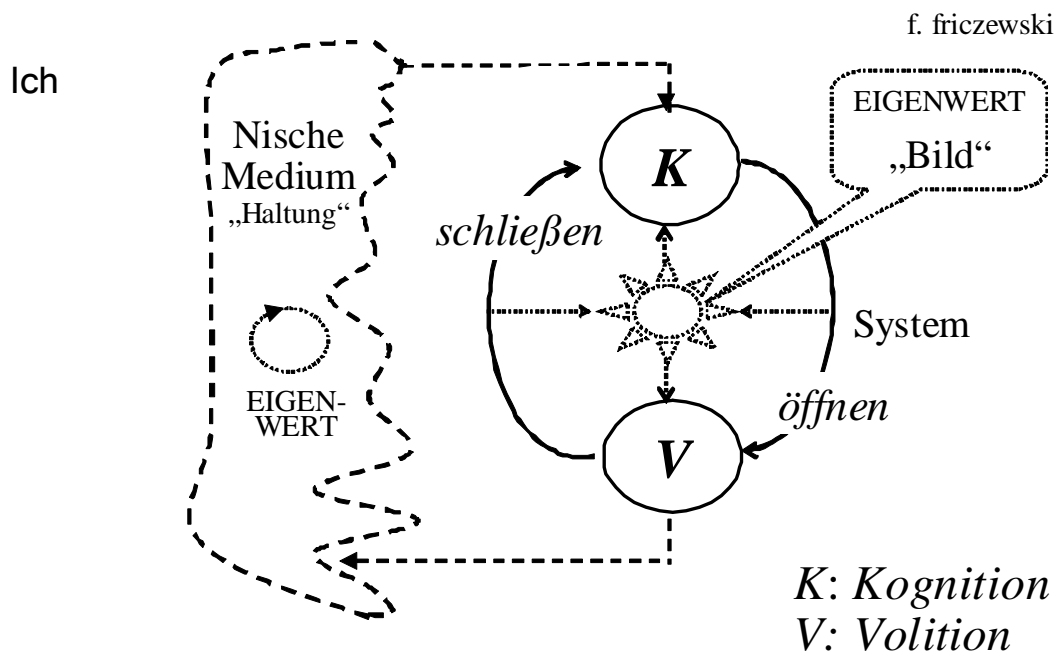 f. friczewski
Ich
Nische
Medium
„Haltung“
EIGEN-
WERT
K
schließen
EIGENWERT
„Bild“
System
öffnen
V
K: Kognition
V: Volition